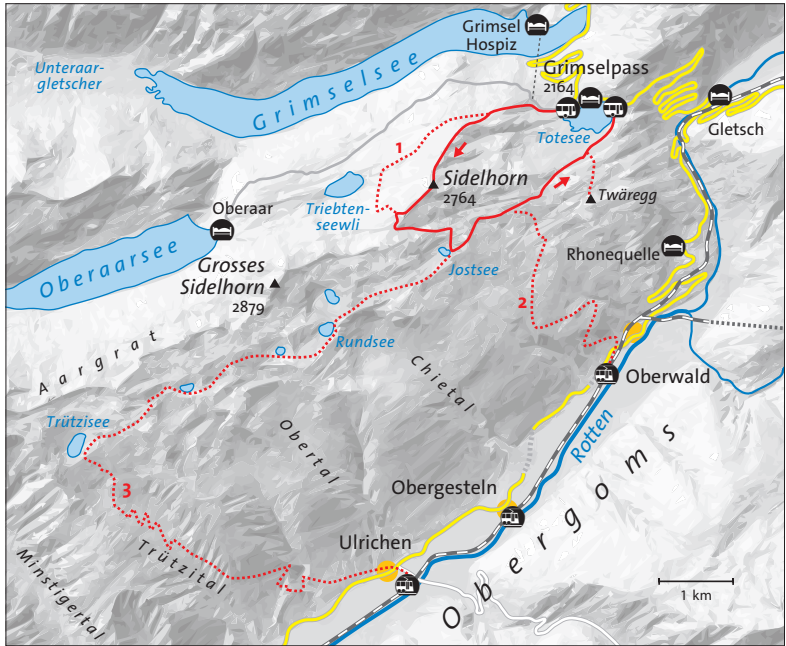 Grimsel
Hospiz
Grimselpass
2164
Unteraar-
gletscher
Grimselsee
Gletsch
Totesee
1
Sidelhorn
2764
Twäregg
Triebten-
seewli
Oberaar
Oberaarsee
Rhonequelle
Grosses
Sidelhorn
2879
Jostsee
2
Rundsee
Aargrat
Chietal
Oberwald
Trützisee
Obertal
Rotten
3
Obergesteln
Ulrichen
Trützital
Minstigertal
Obergoms
1 km